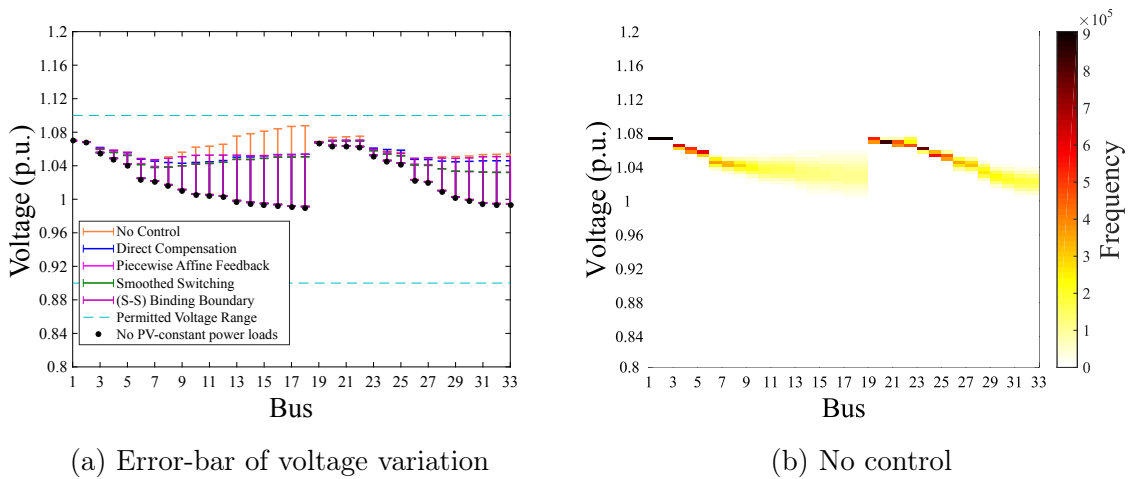 1.2
1.16
1.12
1.08
1.04
1
0.96
0.92
0.88
0.84
0.8
Voltage (p.u.)
No Control
Direct Compensation
Piecewise Affine Feedback
Smoothed Switching
(S-S) Binding Boundary
Permitted Voltage Range
No PV-constant power loads
1 3 5 7 9 11 13 15 17 19 21 23 25 27 29 31 33
Bus
(a) Error-bar of voltage variation
1.2
1.16
1.12
1.08
1.04
1
0.96
0.92
0.88
0.84
0.8
Voltage (p.u.)
1 3 5 7 9 11 13 15 17 19 21 23 25 27 29 31 33
Bus
×10⁵
9
8
7
6
5
4
3
2
1
0
Frequency
(b) No control